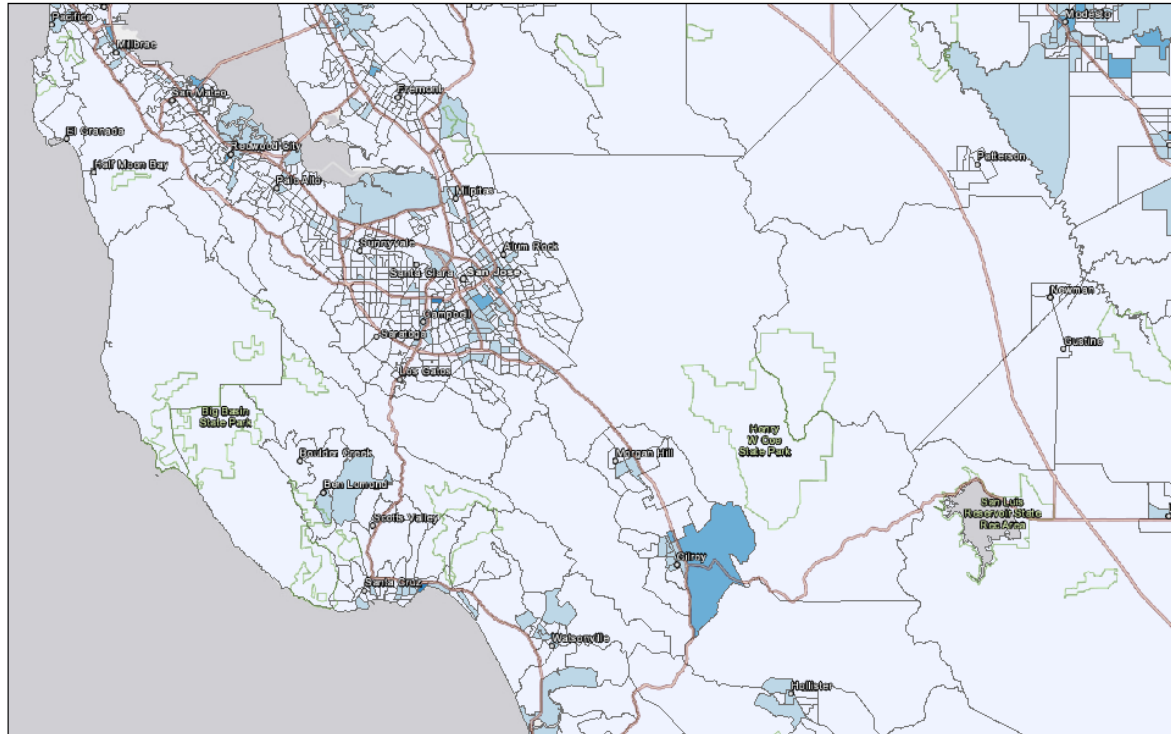 Pacifica
Modesto
Millbrae
San Mateo
Fremont
El Granada
Redwood City
Half Moon Bay
Palo Alto
Patterson
Milpitas
Sunnyvale
Alum Rock
Santa Clara
San Jose
Newman
Campbell
Saratoga
Gustine
Los Gatos
Big Basin
State Park
Henry
W Coe
State Park
Boulder Creek
Morgan Hill
Ben Lomond
San Luis
Reservoir State
Rec Area
Scotts Valley
Gilroy
Santa Cruz
Watsonville
Hollister